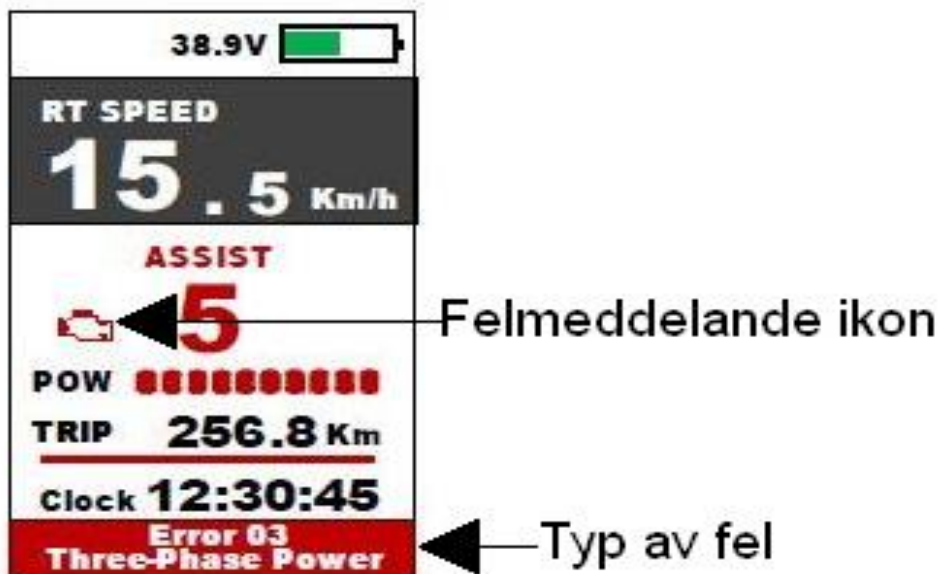 38.9V
RT SPEED
15.5 Km/h
ASSIST
5
Felmeddelande ikon
POW
TRIP 256.8 Km
Clock 12:30:45
Error 03
Three-Phase Power
Typ av fel